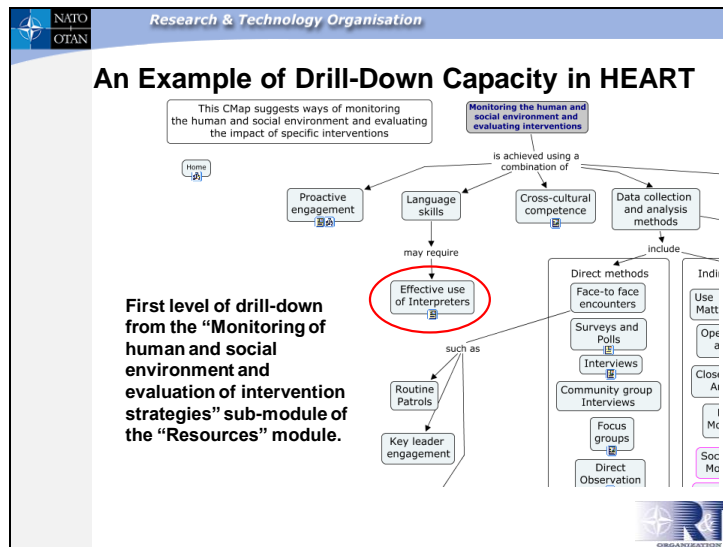 NATO
OTAN
Research & Technology Organisation
An Example of Drill-Down Capacity in HEART
This CMap suggests ways of monitoring
the human and social environment and evaluating
the impact of specific interventions
Monitoring the human and
social environment and
evaluating interventions
Home
is achieved using a
combination of
Proactive
engagement
Language
skills
Cross-cultural
competence
Data collection
and analysis
methods
may require
include
Effective use
of Interpreters
First level of drill-down
from the “Monitoring of
human and social
environment and
evaluation of intervention
strategies” sub-module of
the “Resources” module.
such as
Routine
Patrols
Key leader
engagement
Direct methods
Face-to face
encounters
Surveys and
Polls
Interviews
Community group
Interviews
Focus
groups
Direct
Observation
Use
R&T
ORGANIZATION